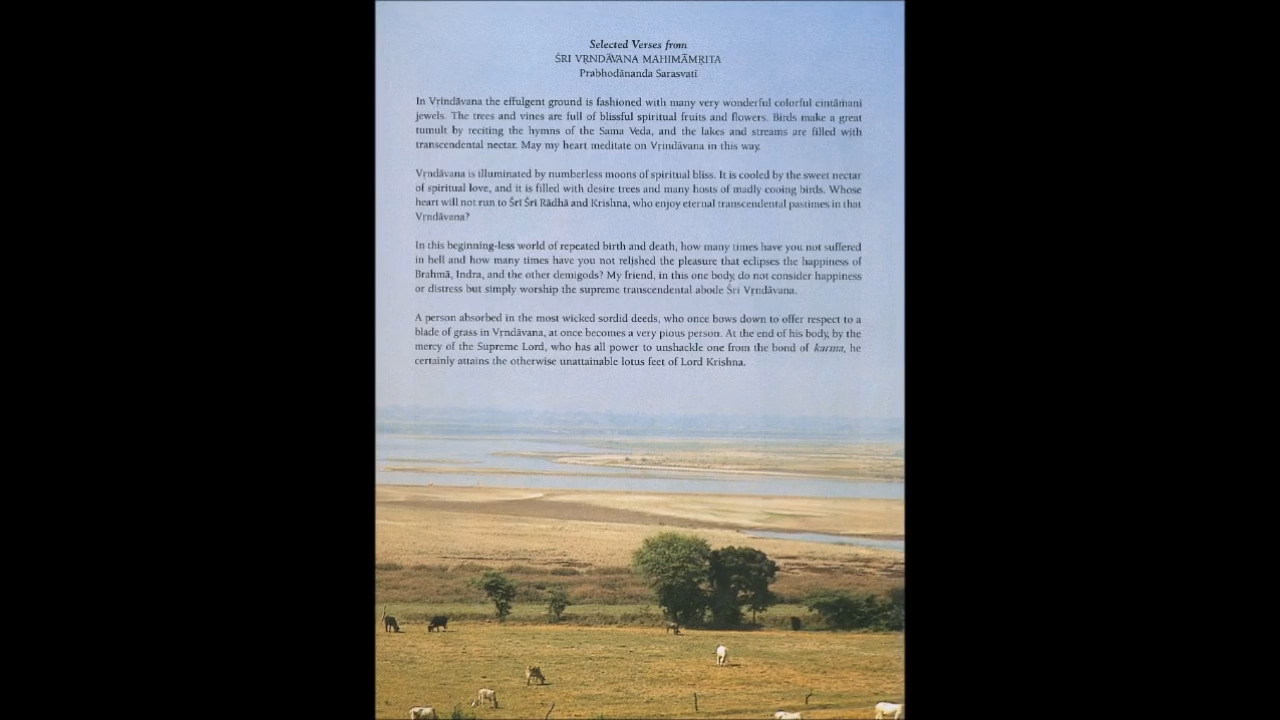 Selected Verses from
ŚRI VṚNDĀVANA MAHIMĀMṚITA
Prabhodānanda Sarasvati
In Vrindāvana the effulgent ground is fashioned with many very wonderful colorful cintāmani
jewels. The trees and vines are full of blissful spiritual fruits and flowers. Birds make a great
tumult by reciting the hymns of the Sama Veda, and the lakes and streams are filled with
transcendental nectar. May my heart meditate on Vṛindāvana in this way.
Vṛndāvana is illuminated by numberless moons of spiritual bliss. It is cooled by the sweet nectar
of spiritual love, and it is filled with desire trees and many hosts of madly cooing birds. Whose
heart will not run to Śri Śri Rādhā and Krishna, who enjoy eternal transcendental pastimes in that
Vṛndāvana?
In this beginning-less world of repeated birth and death, how many times have you not suffered
in hell and how many times have you not relished the pleasure that eclipses the happiness of
Brahmā, Indra, and the other demigods? My friend, in this one body, do not consider happiness
or distress but simply worship the supreme transcendental abode Śri Vṛndāvana.
A person absorbed in the most wicked sordid deeds, who once bows down to offer respect to a
blade of grass in Vṛndāvana, at once becomes a very pious person. At the end of his body, by the
mercy of the Supreme Lord, who has all power to unshackle one from the bond of karma, he
certainly attains the otherwise unattainable lotus feet of Lord Krishna.